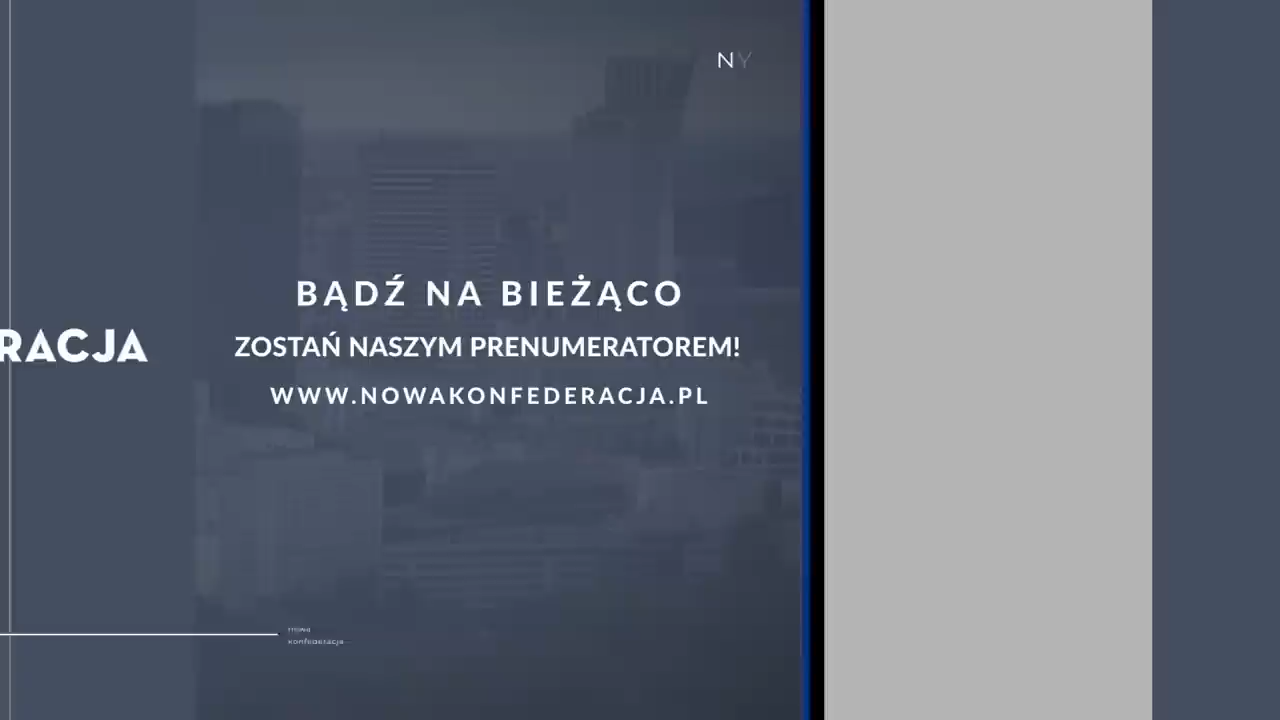 NY
BĄDŹ NA BIEŻĄCO
RACJA
ZOSTAŃ NASZYM PRENUMERATOREM!
WWW.NOWAKONFEDERACJA.PL
nowa
konfederacja